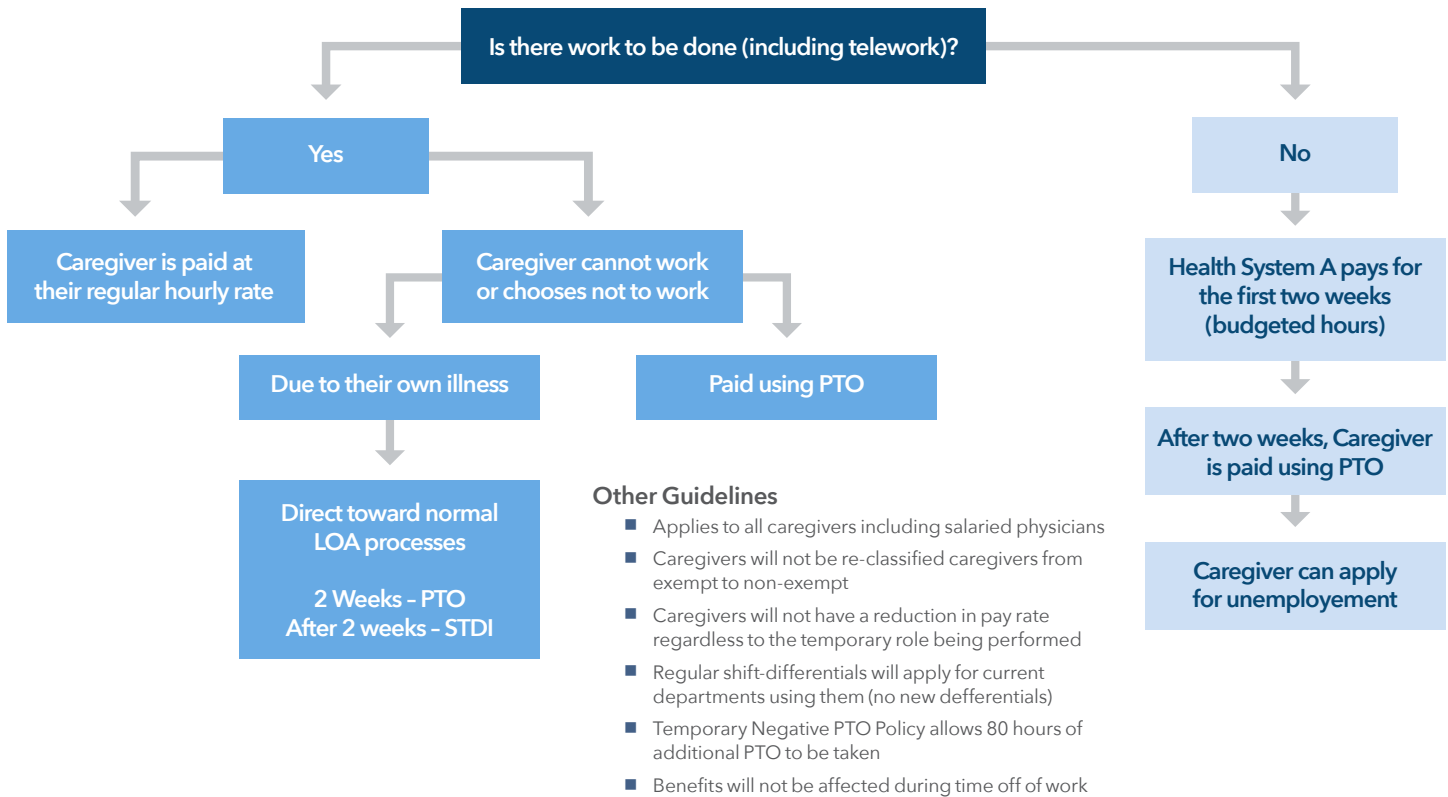 Is there work to be done (including telework)?
Yes
No
Caregiver is paid at
their regular hourly rate
Caregiver cannot work
or chooses not to work
Health System A pays for
the first two weeks
(budgeted hours)
Due to their own illness
Paid using PTO
After two weeks, Caregiver
is paid using PTO
Direct toward normal
LOA processes
2 Weeks – PTO
After 2 weeks – STDI
Caregiver can apply
for unemployement
Other Guidelines
■ Applies to all caregivers including salaried physicians
■ Caregivers will not be re-classified caregivers from
exempt to non-exempt
■ Caregivers will not have a reduction in pay rate
regardless to the temporary role being performed
■ Regular shift-differentials will apply for current
departments using them (no new defferentials)
■ Temporary Negative PTO Policy allows 80 hours of
additional PTO to be taken
■ Benefits will not be affected during time off of work